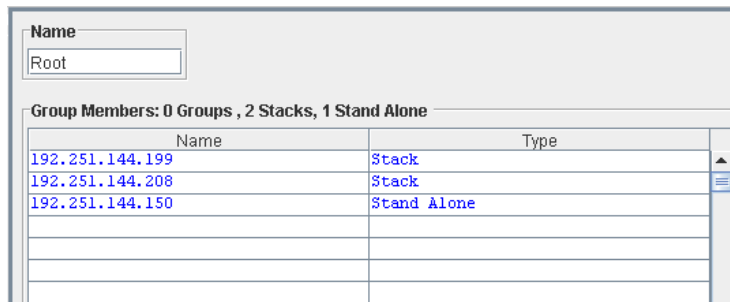 Name
Root
Group Members: 0 Groups , 2 Stacks, 1 Stand Alone
Name Type
192.251.144.199 Stack
192.251.144.208 Stack
192.251.144.150 Stand Alone